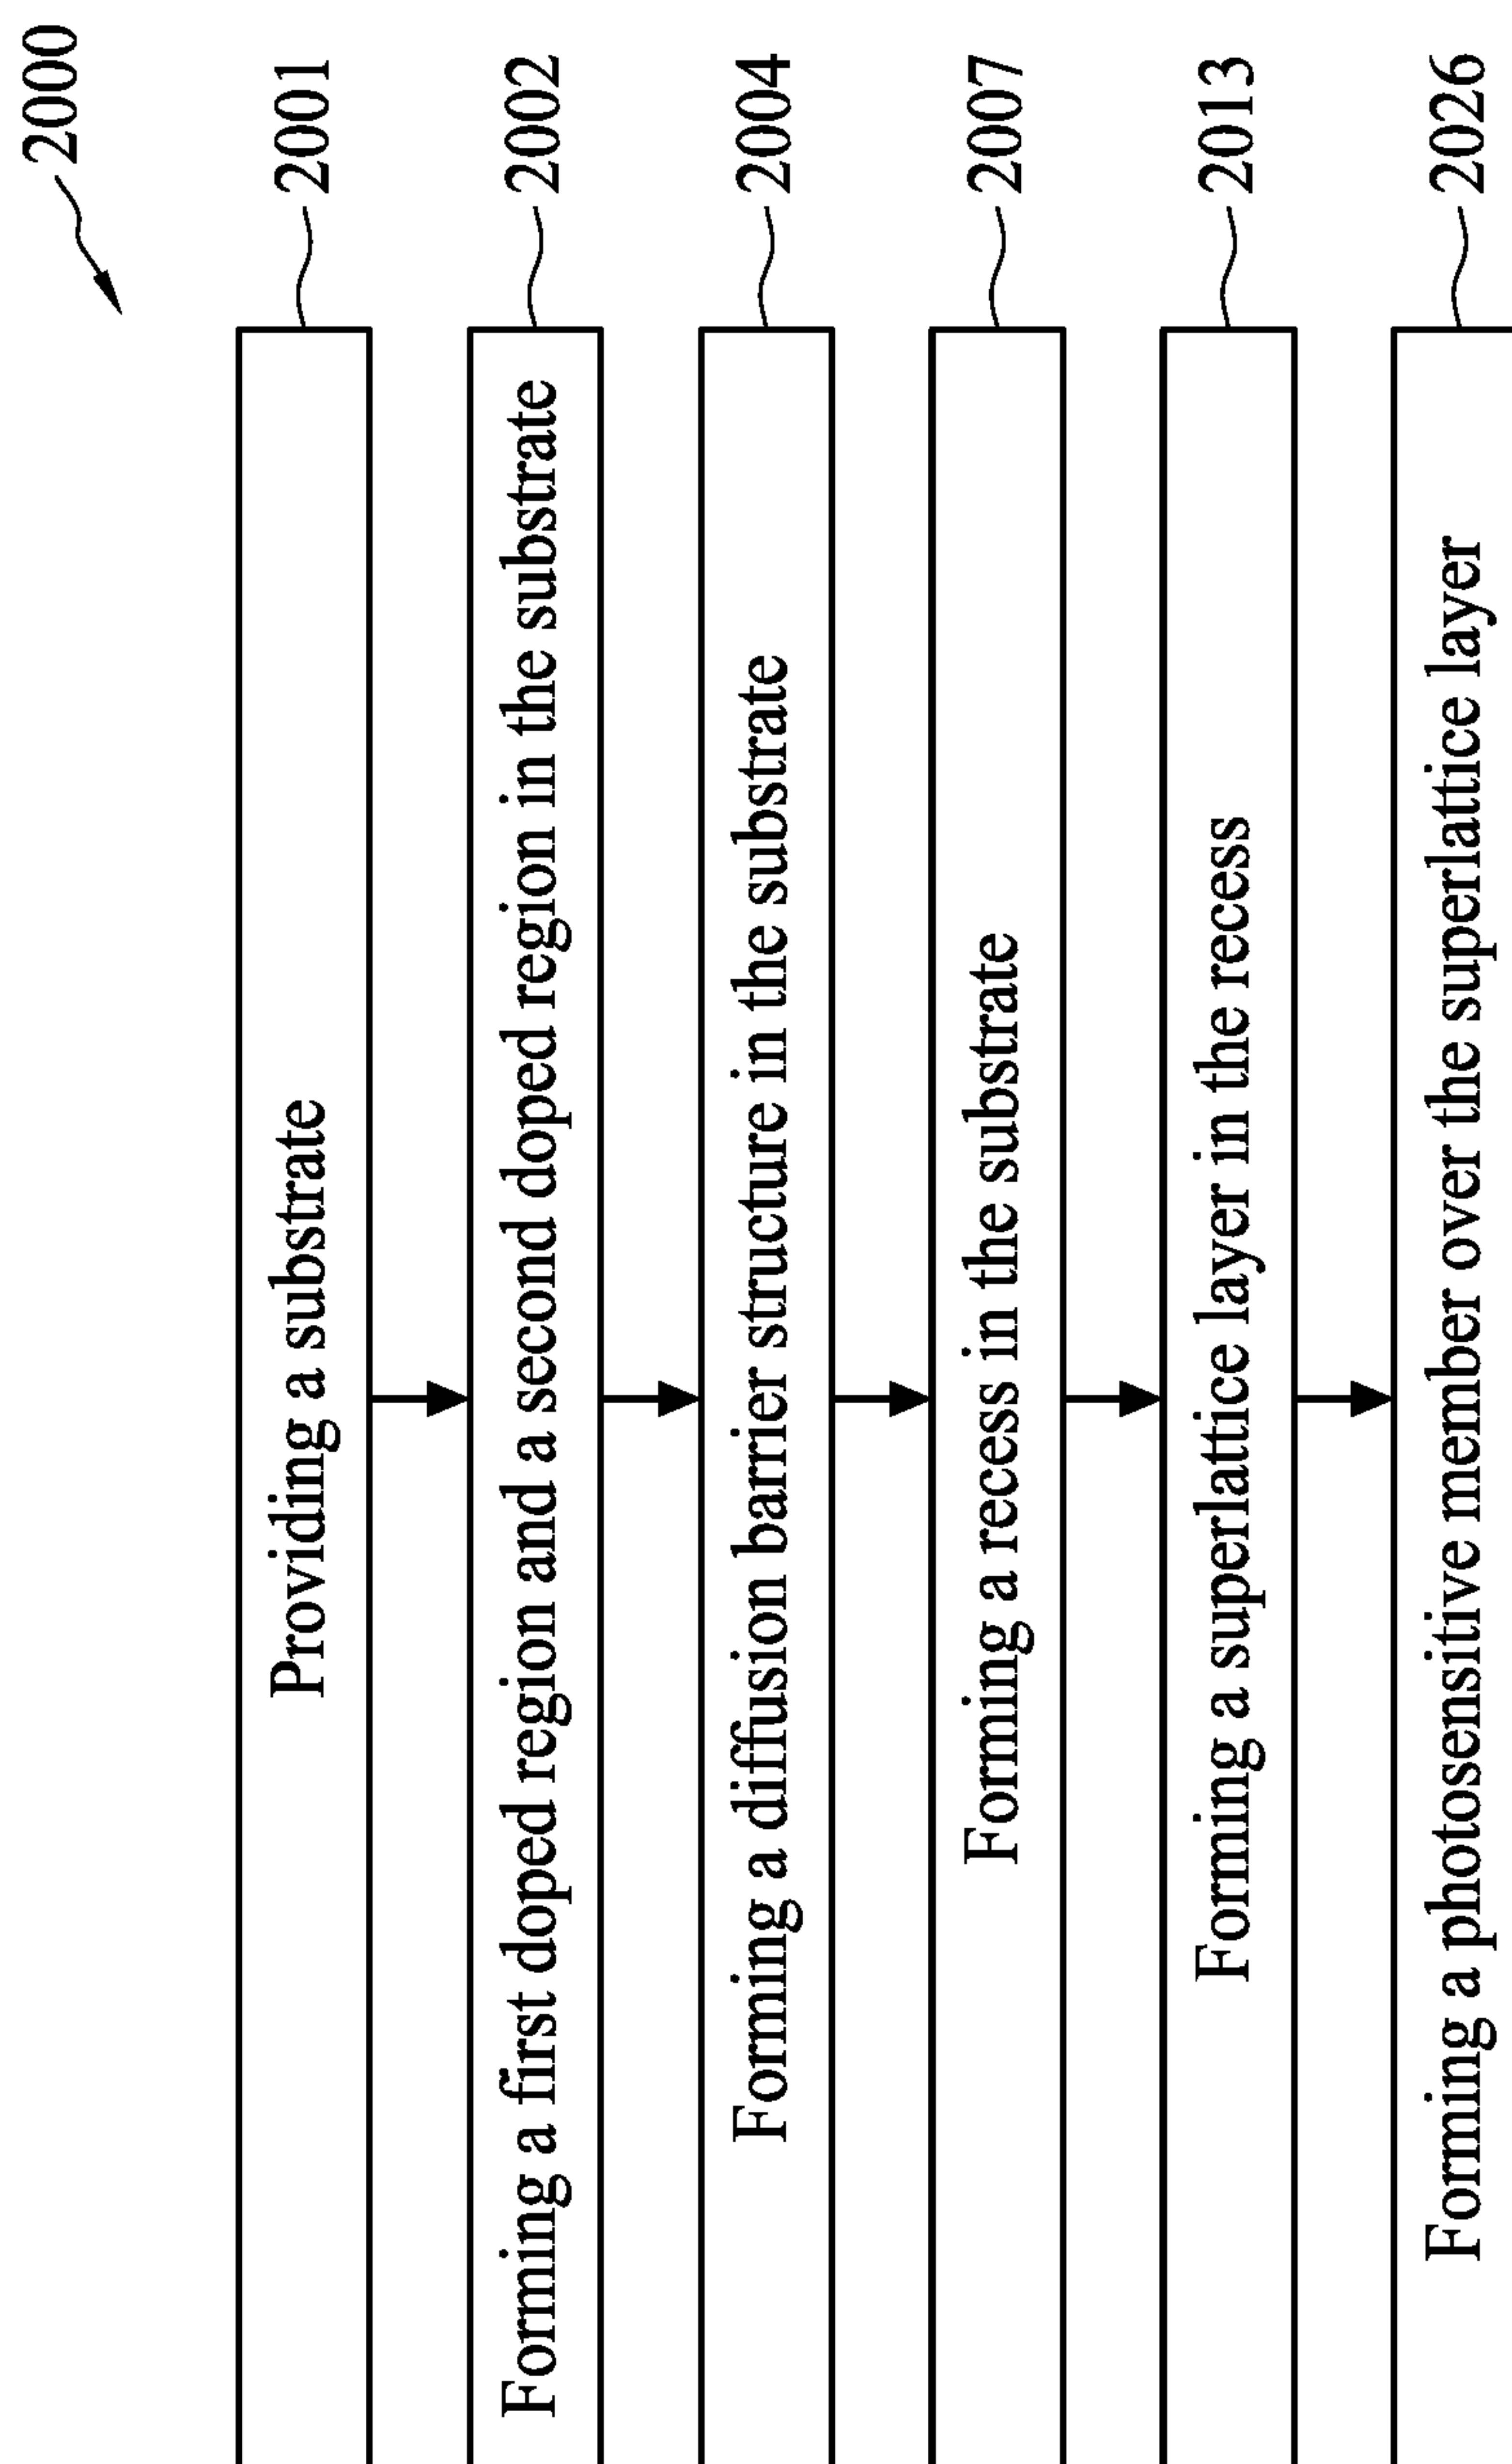 2000
Providing a substrate
2001
Forming a first doped region and a second doped region in the substrate
2002
Forming a diffusion barrier structure in the substrate
2004
Forming a recess in the substrate
2007
Forming a superlattice layer in the recess
2013
Forming a photosensitive member over the superlattice layer
2026